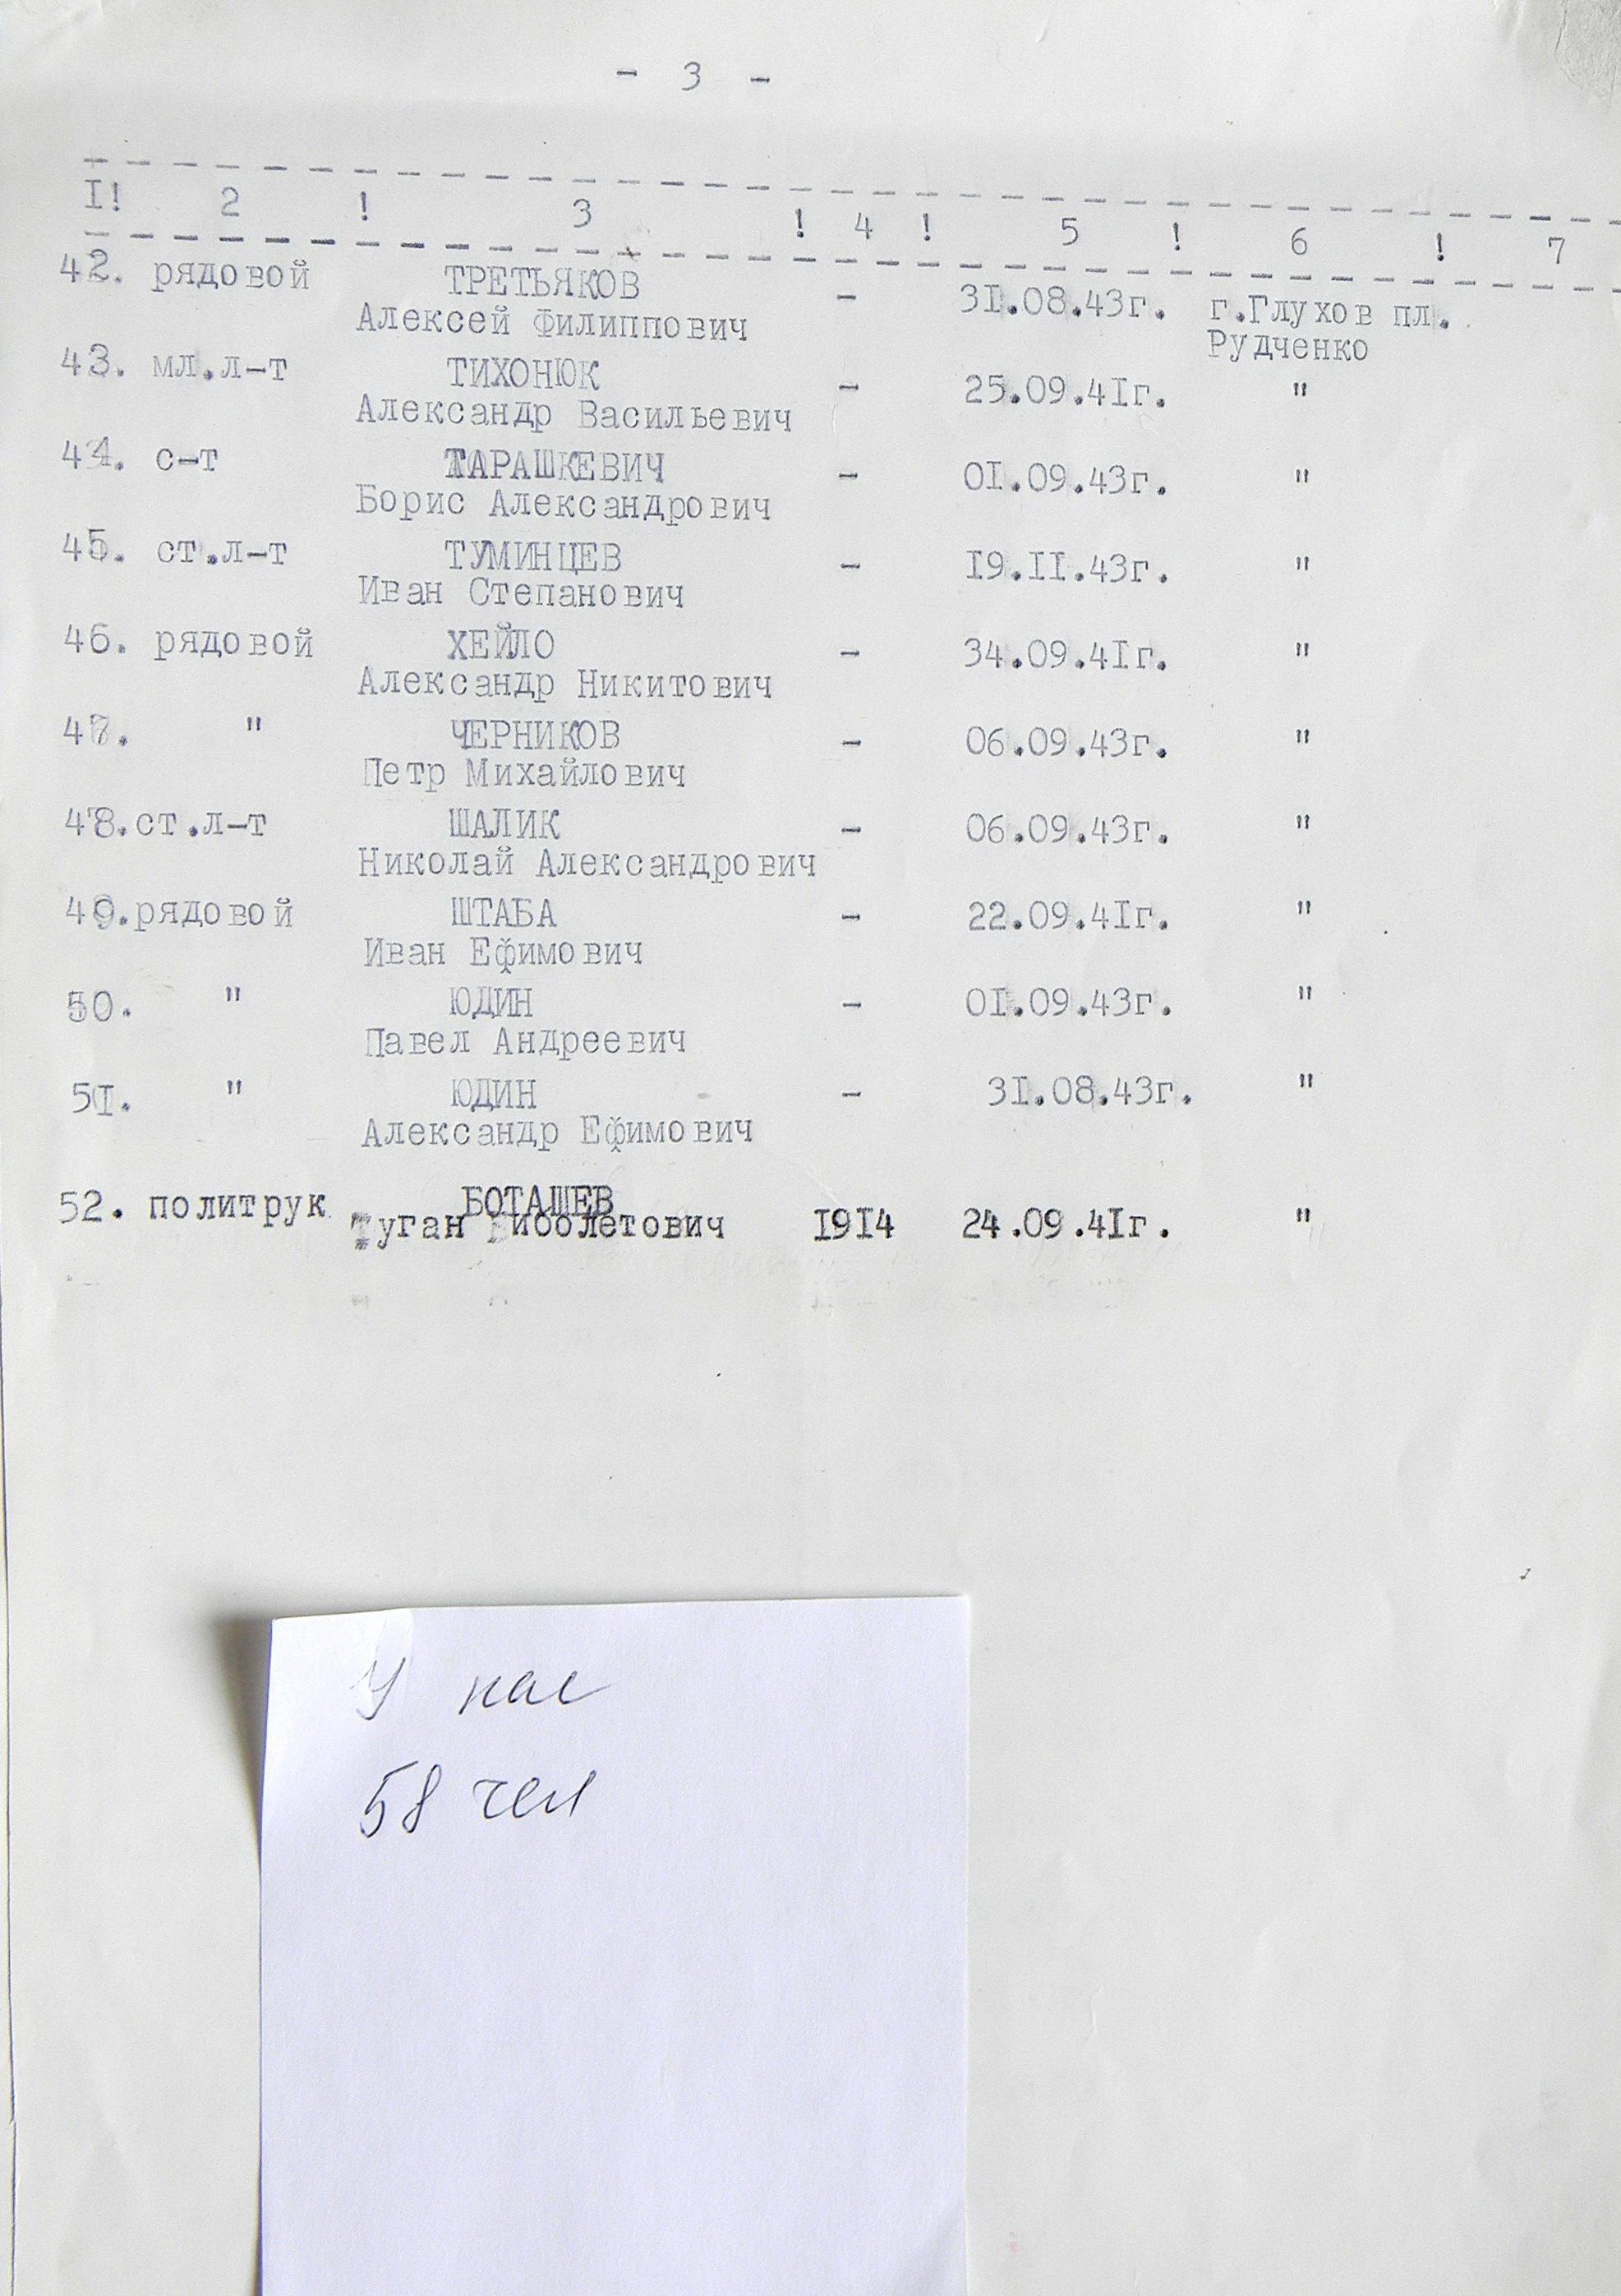 - 3 -
I! 2 ! 3 ! 4 ! 5 ! 6 ! 7
42. рядовой ТРЕТЬЯКОВ - 31.08.43г. г.Глухов пл.
Алексей Филиппович Рудченко
43. мл.л-т ТИХОНЮК - 25.09.41г. "
Александр Васильевич
44. с-т ТАРАШКЕВИЧ - 01.09.43г. "
Борис Александрович
45. ст.л-т ТУМИНЦЕВ - 19.11.43г. "
Иван Степанович
46. рядовой ХЕЙЛО - 34.09.41г. "
Александр Никитович
47. " ЧЕРНИКОВ - 06.09.43г. "
Петр Михайлович
48.ст.л-т ШАЛИК - 06.09.43г. "
Николай Александрович
49.рядовой ШТАБА - 22.09.41г. "
Иван Ефимович
50. " ЮДИН - 01.09.43г. "
Павел Андреевич
51. " ЮДИН - 31.08.43г. "
Александр Ефимович
52. политрук БОТАШЕВ
Туган 1914 24.09.41г. "
У нас
58 чел